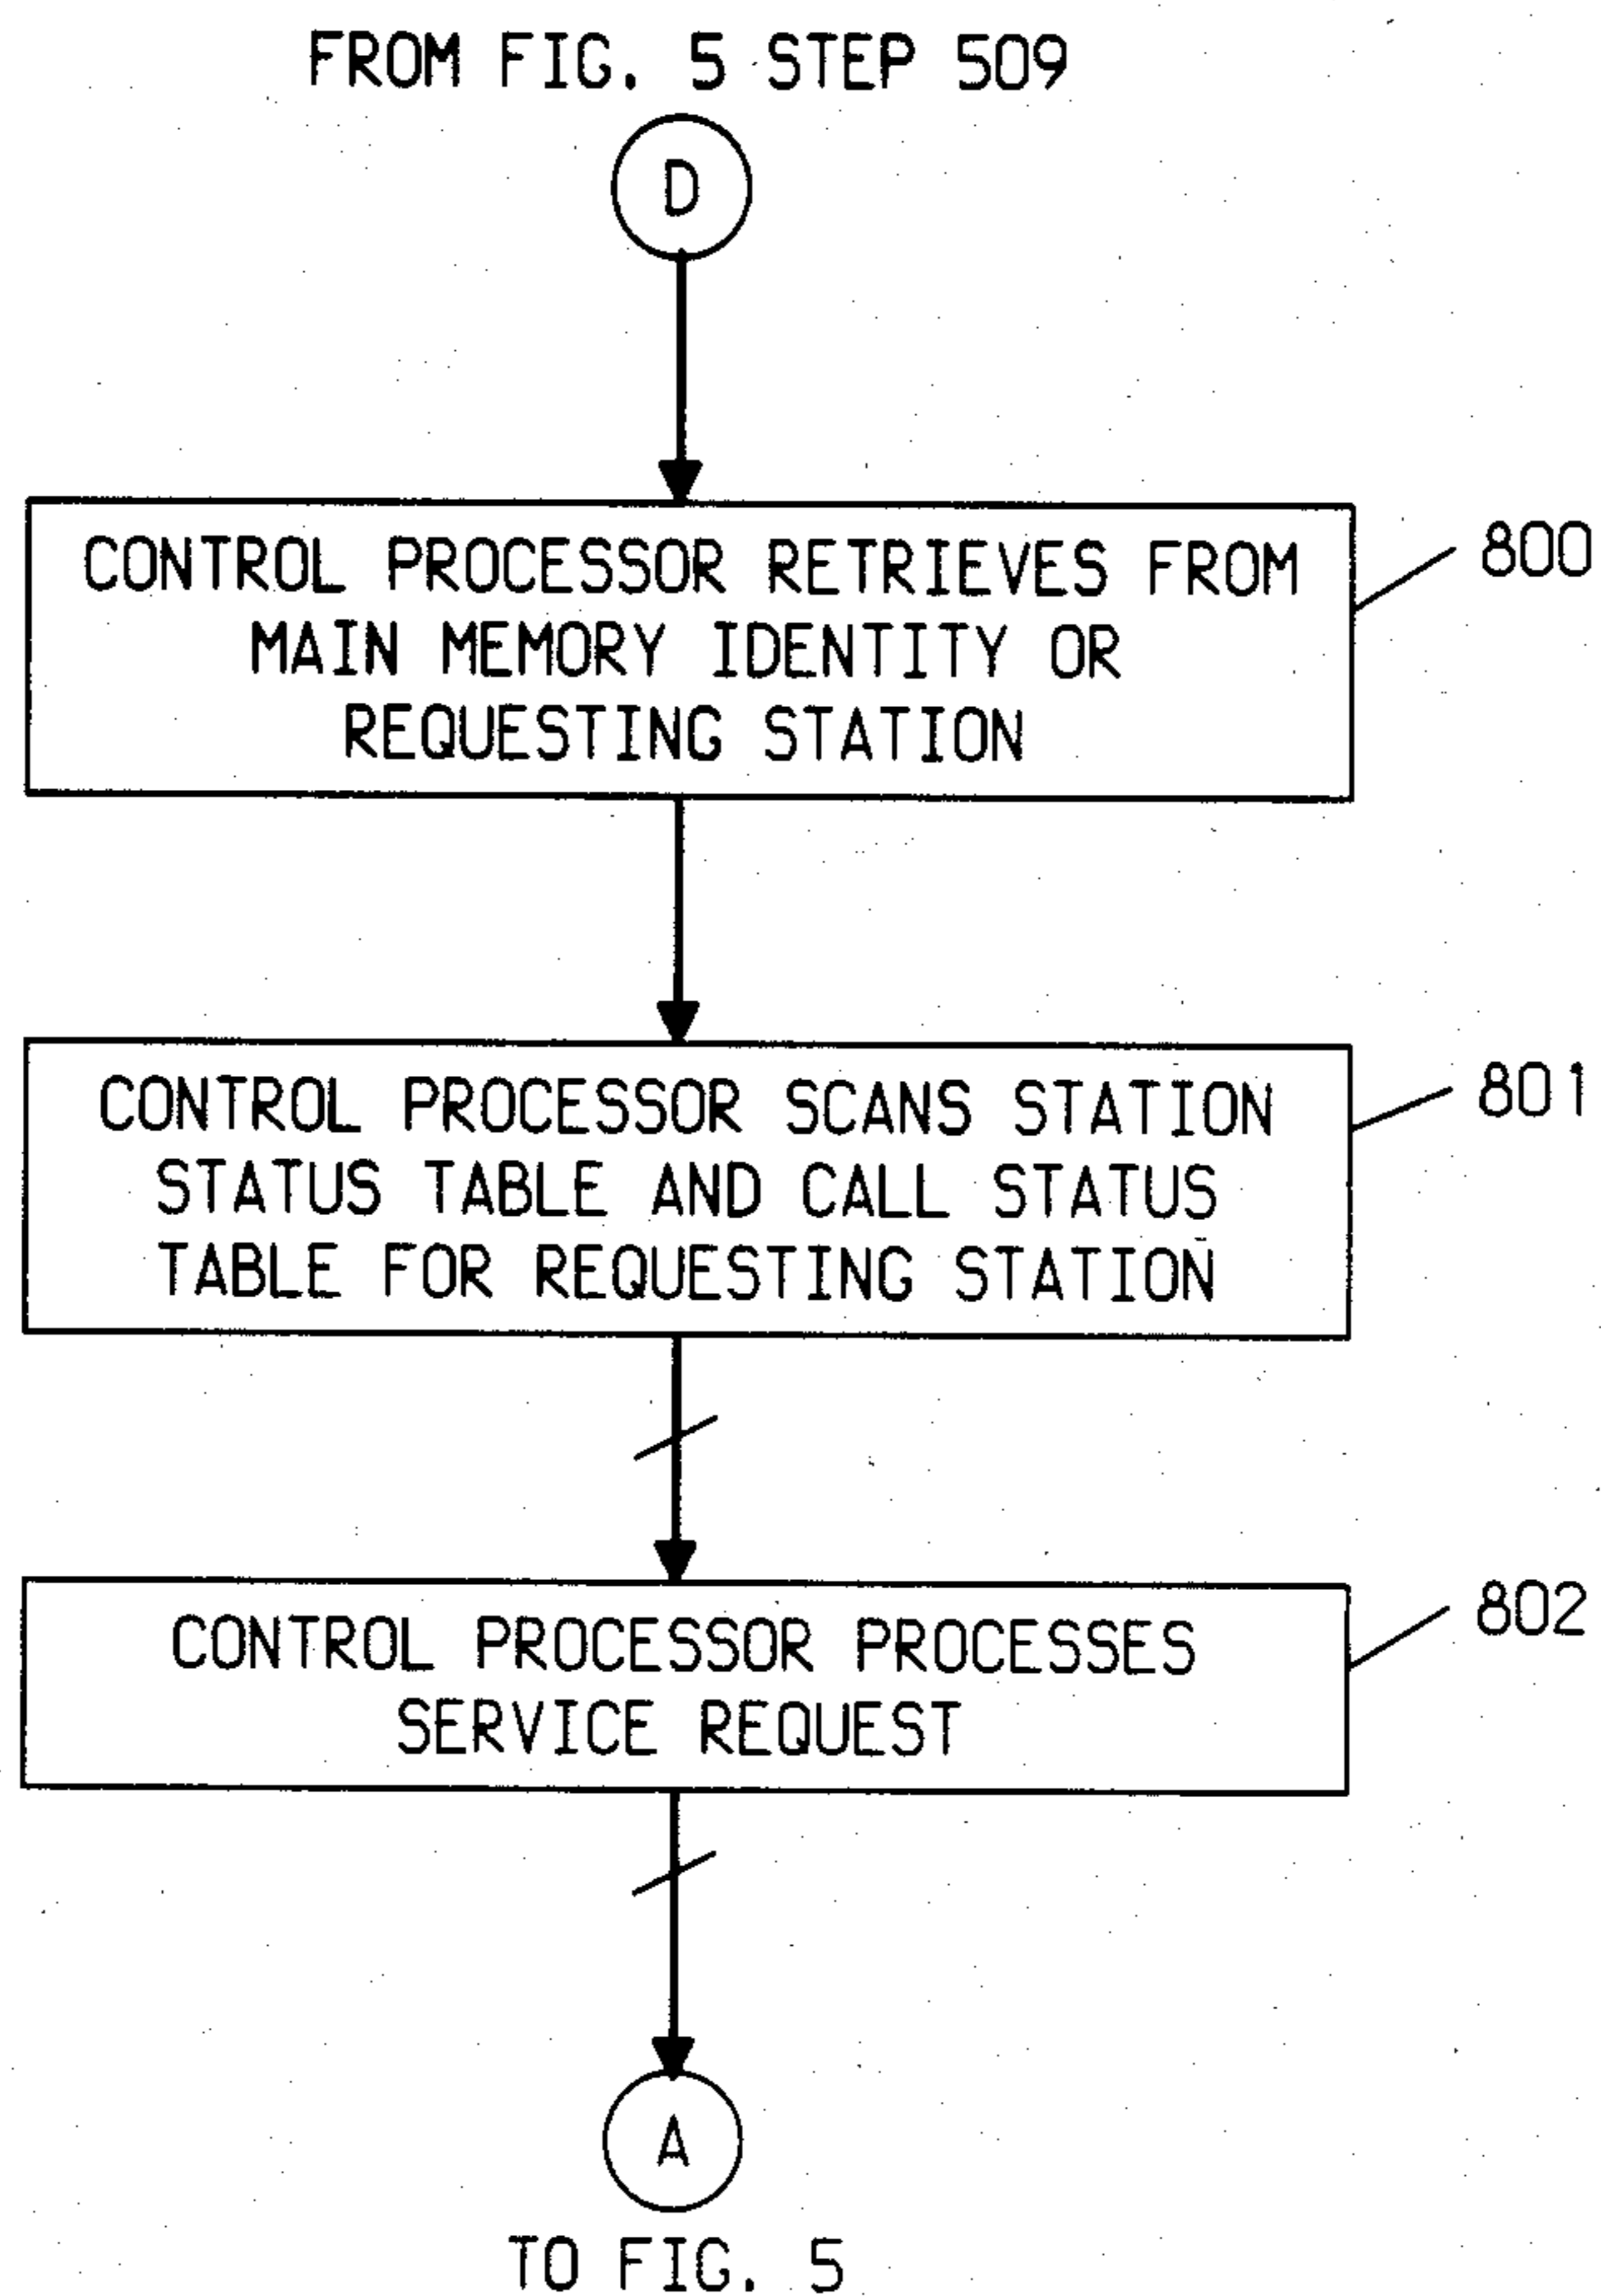 FROM FIG. 5 STEP 509
D
CONTROL PROCESSOR RETRIEVES FROM
MAIN MEMORY IDENTITY OR
REQUESTING STATION
800
CONTROL PROCESSOR SCANS STATION
STATUS TABLE AND CALL STATUS
TABLE FOR REQUESTING STATION
801
CONTROL PROCESSOR PROCESSES
SERVICE REQUEST
802
A
TO FIG. 5